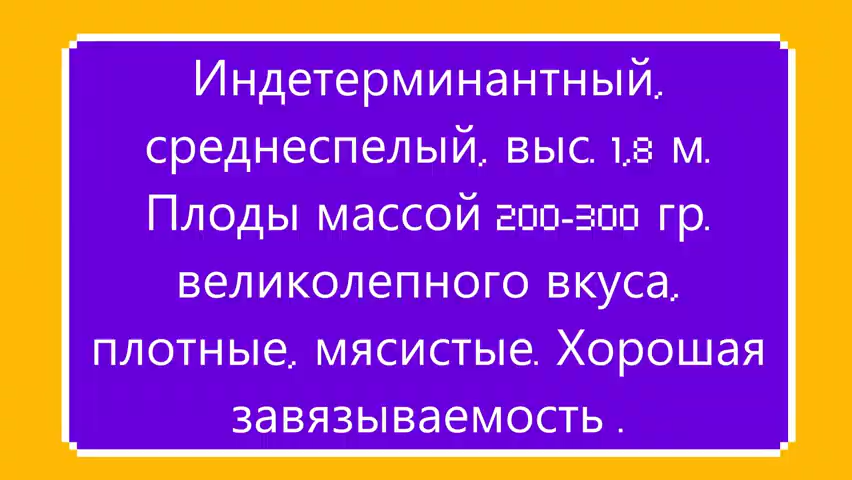 Индетерминантный,
среднеспелый, выс. 1,8 м.
Плоды массой 200-300 гр.
великолепного вкуса,
плотные, мясистые. Хорошая
завязываемость .